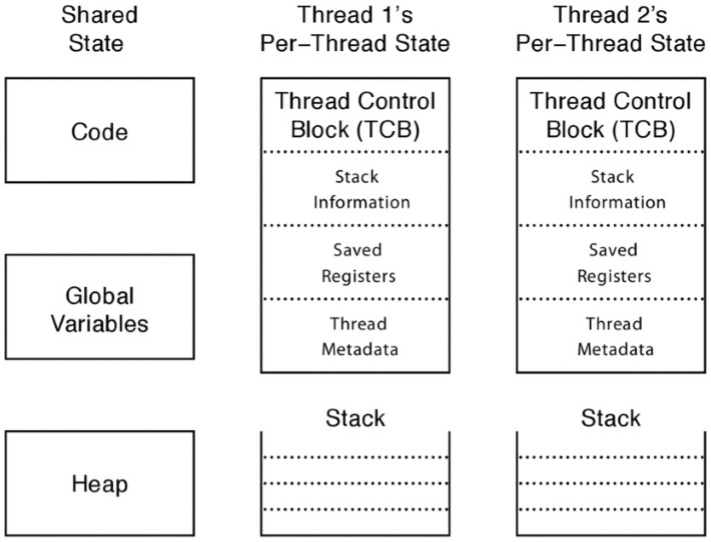 Shared
State
Code
Global
Variables
Heap
Thread 1's
Per–Thread State
Thread Control
Block (TCB)
Stack
Information
Saved
Registers
Thread
Metadata
Stack
Thread 2's
Per–Thread State
Thread Control
Block (TCB)
Stack
Information
Saved
Registers
Thread
Metadata
Stack